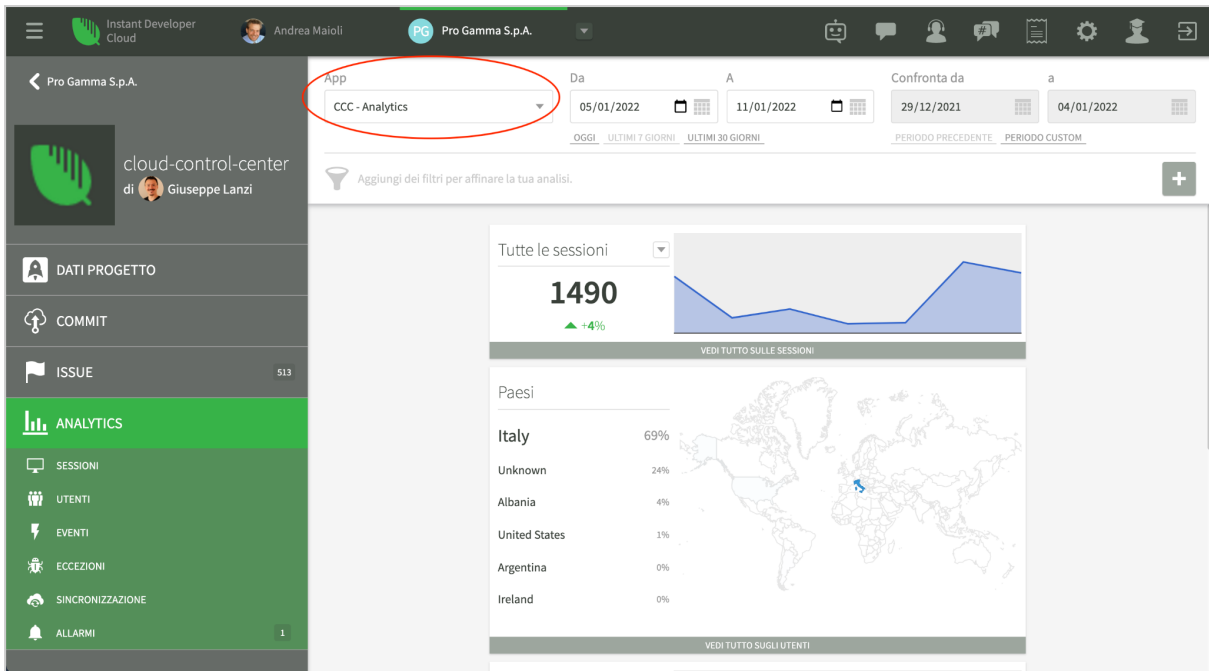 Instant Developer
Cloud
Andrea Maioli
PG Pro Gamma S.p.A.
Pro Gamma S.p.A.
cloud-control-center
di Giuseppe Lanzi
DATI PROGETTO
COMMIT
ISSUE 513
ANALYTICS
SESSIONI
UTENTI
EVENTI
ECCEZIONI
SINCRONIZZAZIONE
ALLARMI 1
App Da A Confronta da a
CCC - Analytics 05/01/2022 11/01/2022 29/12/2021 04/01/2022
OGGI ULTIMI 7 GIORNI ULTIMI 30 GIORNI PERIODO PRECEDENTE PERIODO CUSTOM
Aggiungi dei filtri per affinare la tua analisi.
+
Tutte le sessioni
1490
+4%
VEDI TUTTO SULLE SESSIONI
Paesi
Italy 69%
Unknown 24%
Albania 4%
United States 1%
Argentina 0%
Ireland 0%
VEDI TUTTO SUGLI UTENTI